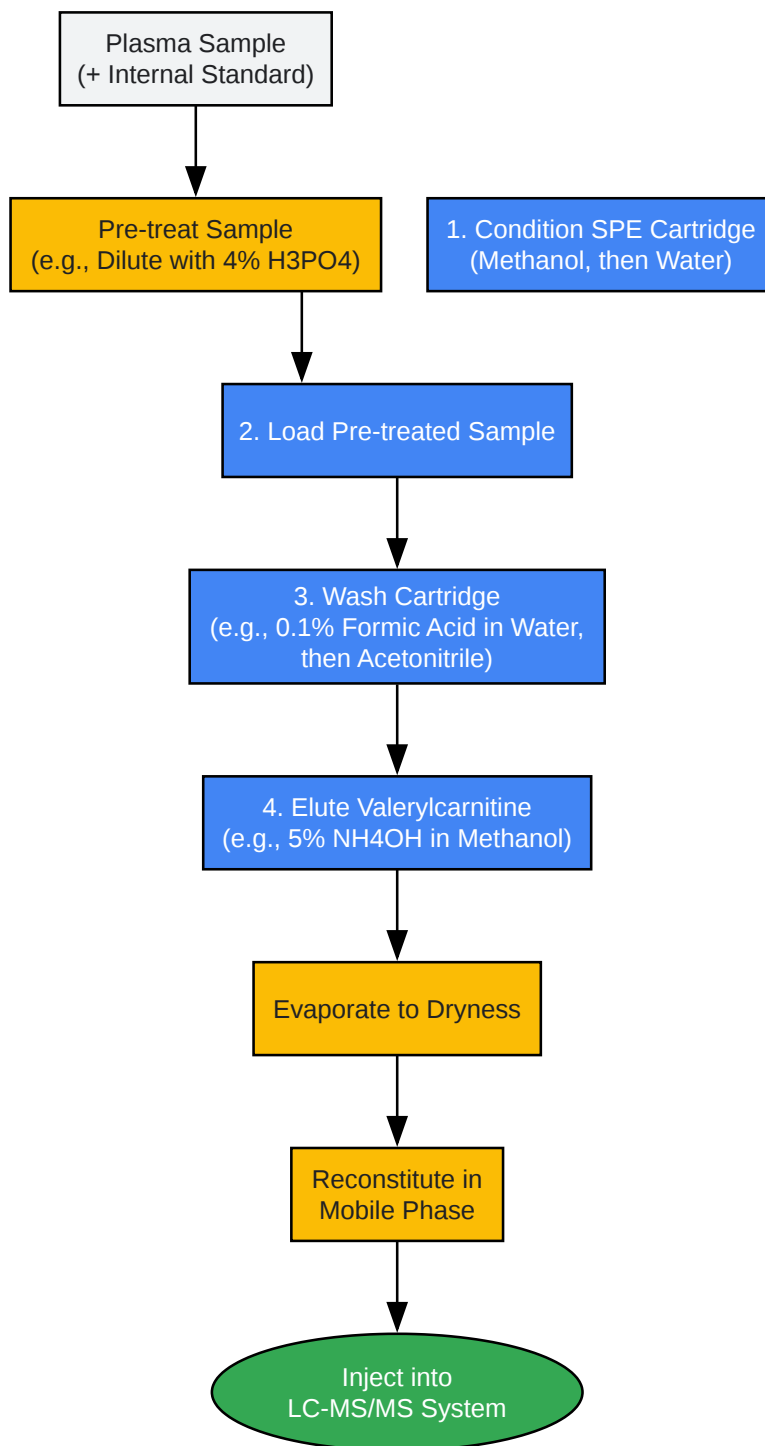 Plasma Sample
(+ Internal Standard)
Pre-treat Sample
(e.g., Dilute with 4% H3PO4)
1. Condition SPE Cartridge
(Methanol, then Water)
2. Load Pre-treated Sample
3. Wash Cartridge
(e.g., 0.1% Formic Acid in Water,
then Acetonitrile)
4. Elute Valerylcarnitine
(e.g., 5% NH4OH in Methanol)
Evaporate to Dryness
Reconstitute in
Mobile Phase
Inject into
LC-MS/MS System